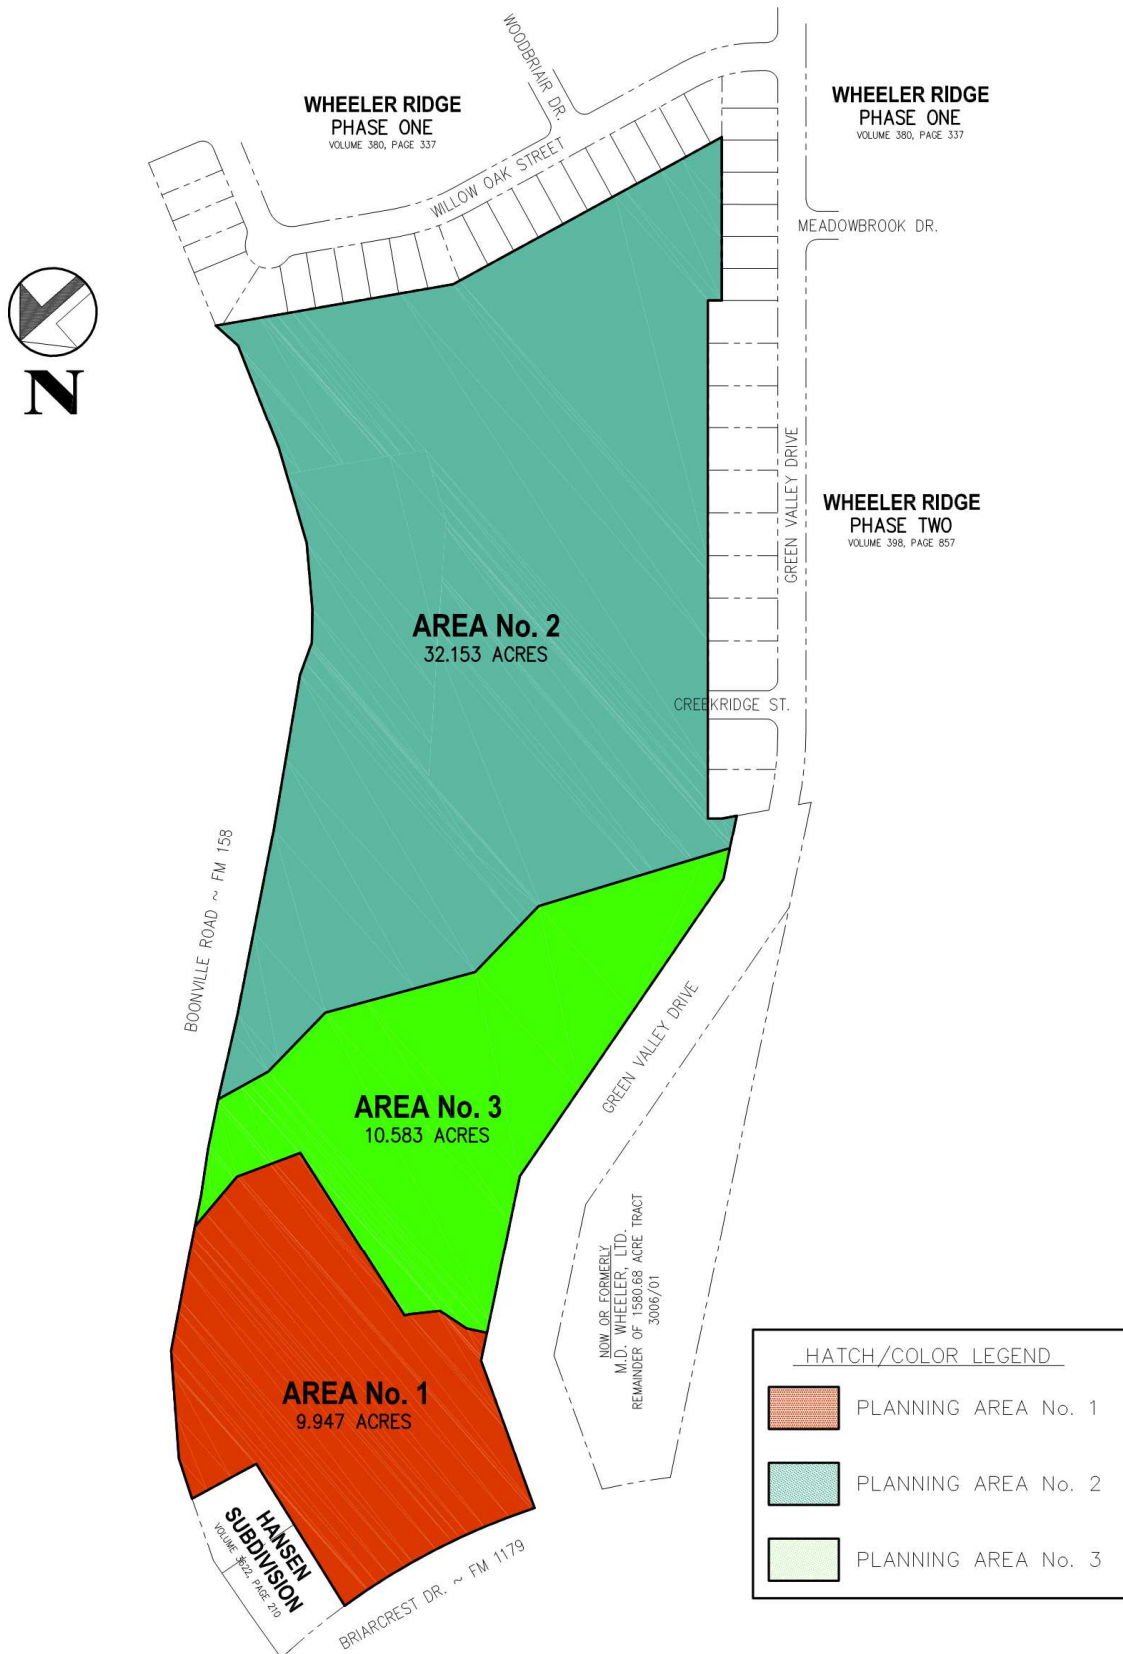 WOODBRIAIR DR.
WHEELER RIDGE
PHASE ONE
VOLUME 380, PAGE 337
WHEELER RIDGE
PHASE ONE
VOLUME 380, PAGE 337
WILLOW OAK STREET
MEADOWBROOK DR.
N
GREEN VALLEY DRIVE
WHEELER RIDGE
PHASE TWO
VOLUME 398, PAGE 857
AREA No. 2
32.153 ACRES
CREEKRIDGE ST.
BOONVILLE ROAD ~ FM 158
GREEN VALLEY DRIVE
AREA No. 3
10.583 ACRES
NOW OR FORMERLY
M.D. WHEELER, LTD.
REMAINDER OF 1580.68 ACRE TRACT
3006/01
AREA No. 1
9.947 ACRES
HANSEN
SUBDIVISION
VOLUME 3622, PAGE 210
BRIARCREST DR. ~ FM 1179
HATCH/COLOR LEGEND
PLANNING AREA No. 1
PLANNING AREA No. 2
PLANNING AREA No. 3